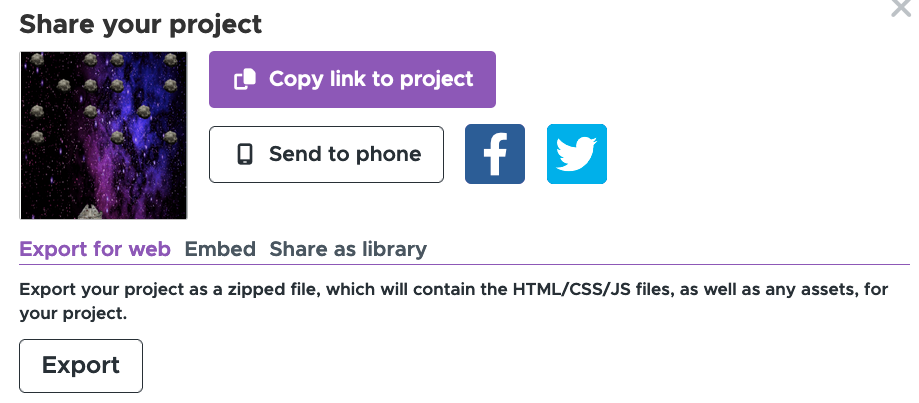 Share your project
Copy link to project
Send to phone
Export for web Embed Share as library
Export your project as a zipped file, which will contain the HTML/CSS/JS files, as well as any assets, for
your project.
Export